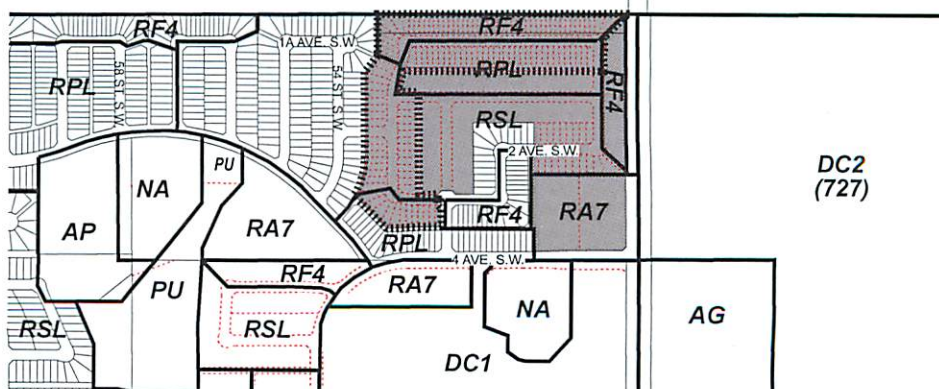 RF4
RF4
1A AVE. S.W.
RPL
58 ST. S.W.
54 ST. S.W.
RPL
RF4
RSL
2 AVE. S.W.
PU
NA
DC2
(727)
AP
RA7
RF4
RA7
RPL
4 AVE. S.W.
RF4
PU
RA7
NA
AG
RSL
RSL
DC1